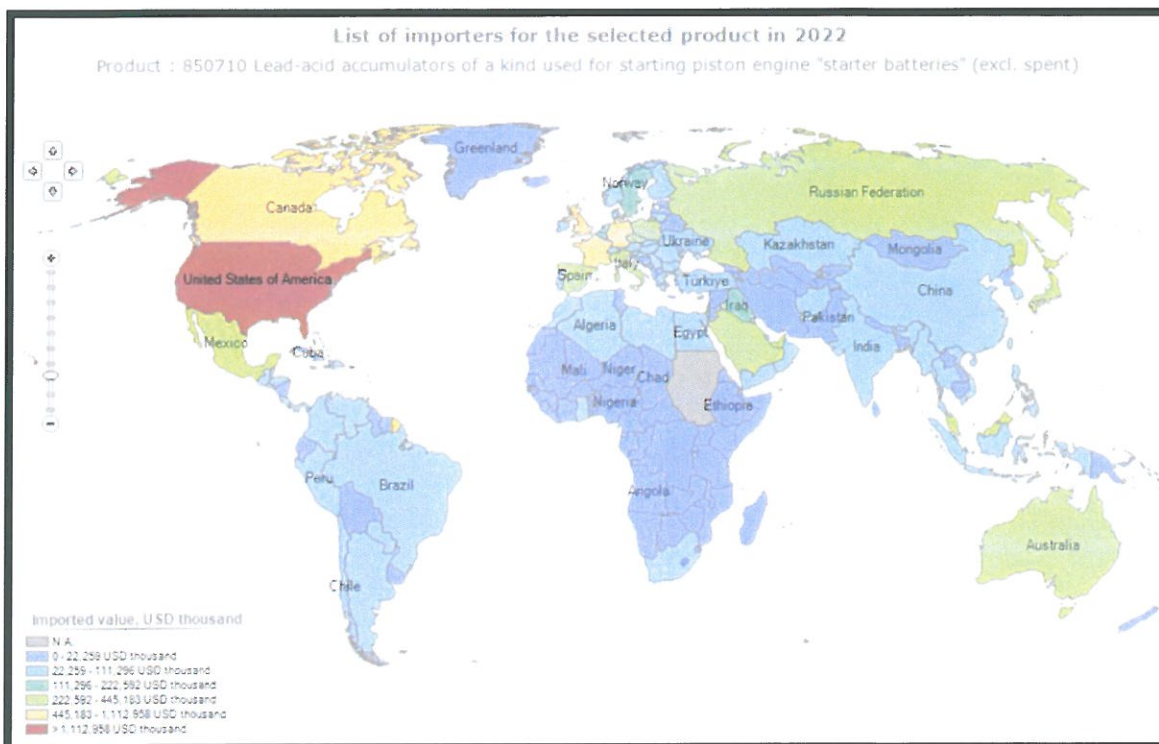 List of importers for the selected product in 2022
Product : 850710 Lead-acid accumulators of a kind used for starting piston engine "starter batteries" (excl. spent)
Greenland
Norway
Russian Federation
Canada
Ukraine
Kazakhstan
Mongolia
United States of America
Spain
Italy
Türkiye
China
Iraq
Pakistan
Mexico
Cuba
Algeria
Egypt
India
Mali
Niger
Chad
Nigeria
Ethiopia
Peru
Brazil
Angola
Australia
Chile
Imported value, USD thousand
N.A.
0 - 22,259 USD thousand
22,259 - 111,296 USD thousand
111,296 - 222,592 USD thousand
222,592 - 445,183 USD thousand
445,183 - 1,112,958 USD thousand
> 1,112,958 USD thousand